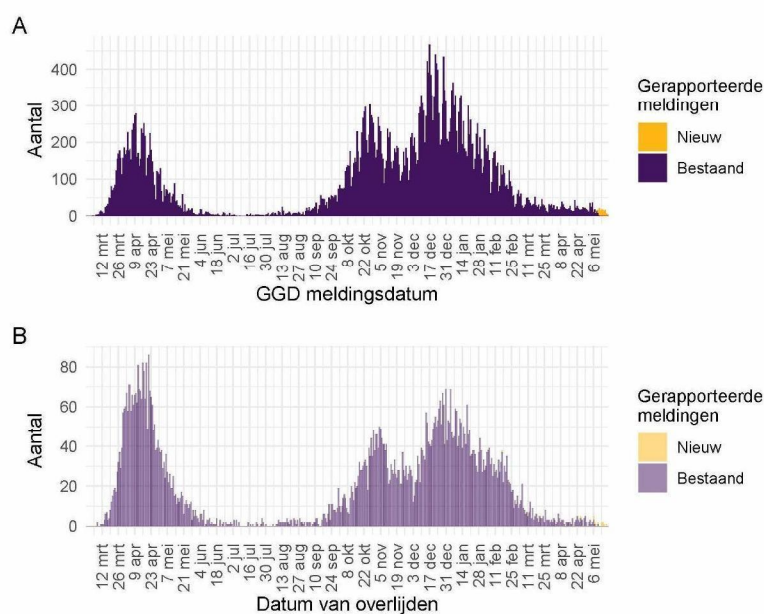 A
Aantal
400
300
200
100
0
12 mrt
26 mrt
9 apr
23 apr
7 mei
21 mei
4 jun
18 jun
2 jul
16 jul
30 jul
13 aug
27 aug
10 sep
24 sep
8 okt
22 okt
5 nov
19 nov
3 dec
17 dec
31 dec
14 jan
28 jan
11 feb
25 feb
11 mrt
25 mrt
8 apr
22 apr
6 mei
GGD meldingsdatum
Gerapporteerde
meldingen
Nieuw
Bestaand
B
Aantal
80
60
40
20
0
12 mrt
26 mrt
9 apr
23 apr
7 mei
21 mei
4 jun
18 jun
2 jul
16 jul
30 jul
13 aug
27 aug
10 sep
24 sep
8 okt
22 okt
5 nov
19 nov
3 dec
17 dec
31 dec
14 jan
28 jan
11 feb
25 feb
11 mrt
25 mrt
8 apr
22 apr
6 mei
Datum van overlijden
Gerapporteerde
meldingen
Nieuw
Bestaand